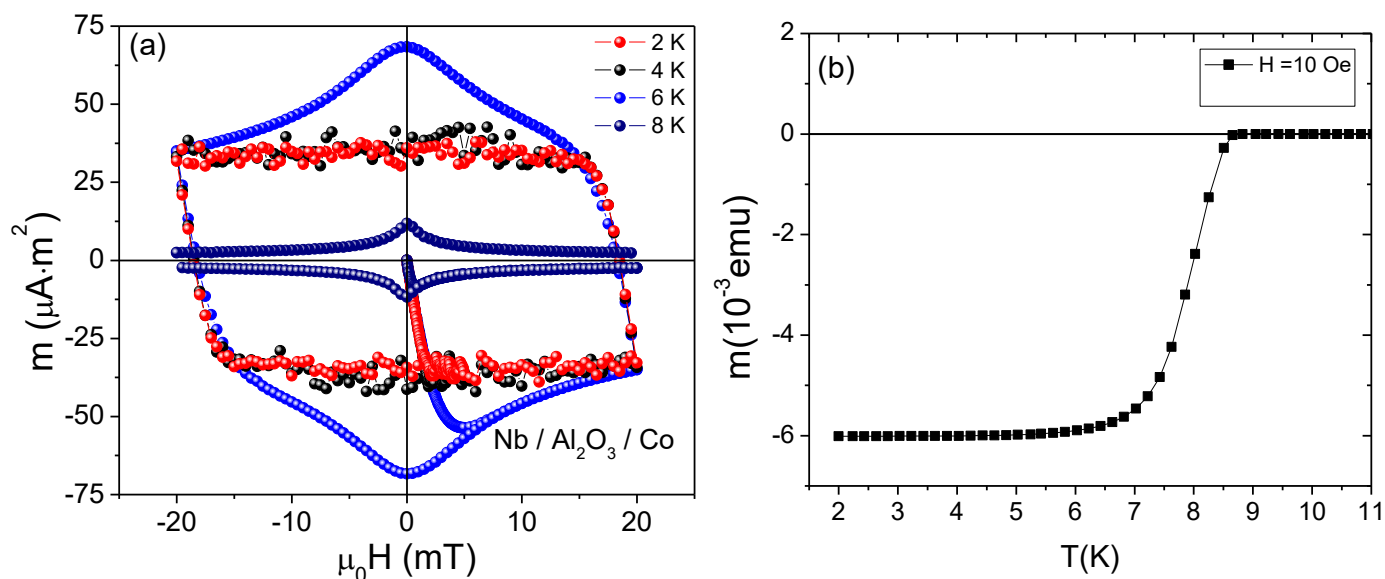 (a)
2 K
4 K
6 K
8 K
75
50
25
0
-25
-50
-75
m (μA·m²)
Nb / Al₂O₃ / Co
-20
-10
0
10
20
μ₀H (mT)
(b)
H =10 Oe
2
0
-2
-4
-6
m(10⁻³emu)
2
3
4
5
6
7
8
9
10
11
T(K)